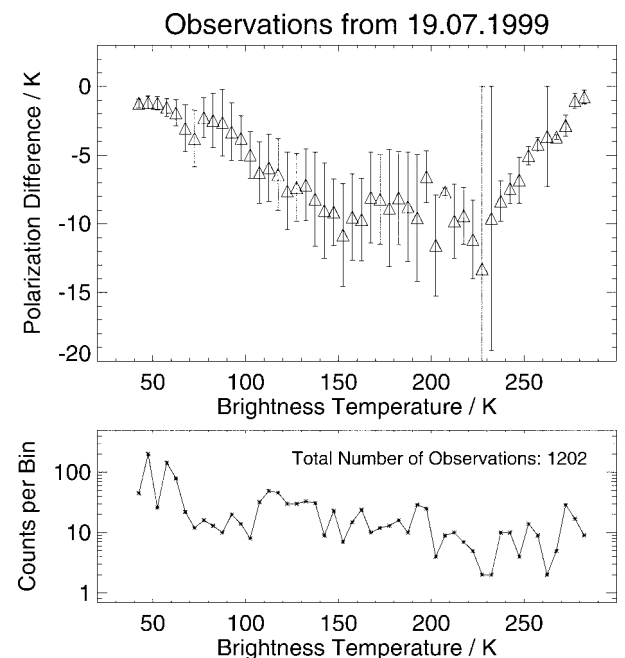 Observations from 19.07.1999
Polarization Difference / K
0
-5
-10
-15
-20
50 100 150 200 250
Brightness Temperature / K
Counts per Bin
Total Number of Observations: 1202
100
10
1
50 100 150 200 250
Brightness Temperature / K